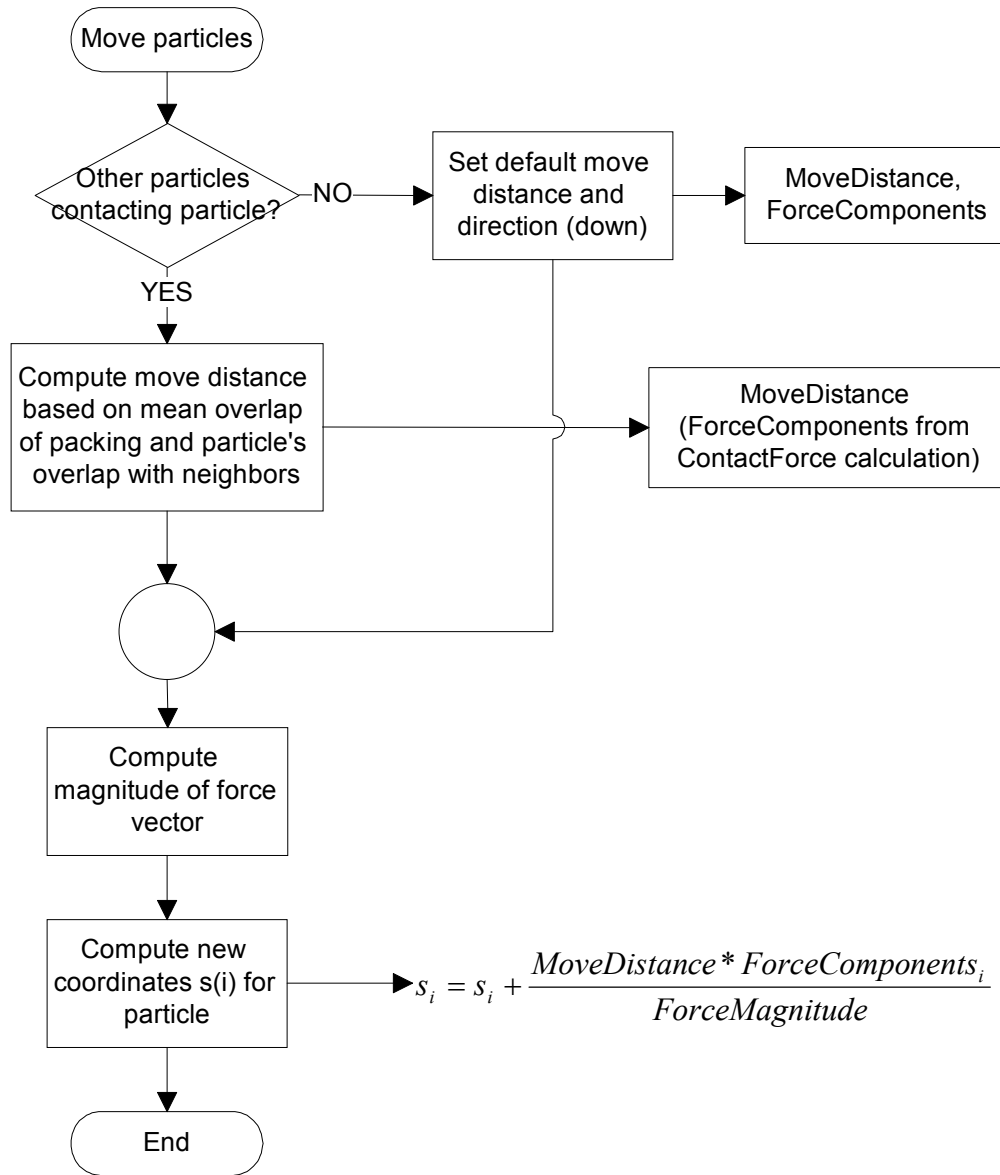 Move particles
Other particles
contacting particle?
NO
Set default move
distance and
direction (down)
MoveDistance,
ForceComponents
YES
Compute move distance
based on mean overlap
of packing and particle's
overlap with neighbors
MoveDistance
(ForceComponents from
ContactForce calculation)
Compute
magnitude of force
vector
Compute new
coordinates s(i) for
particle
s_i = s_i + \frac{MoveDistance * ForceComponents_i}{ForceMagnitude}
End